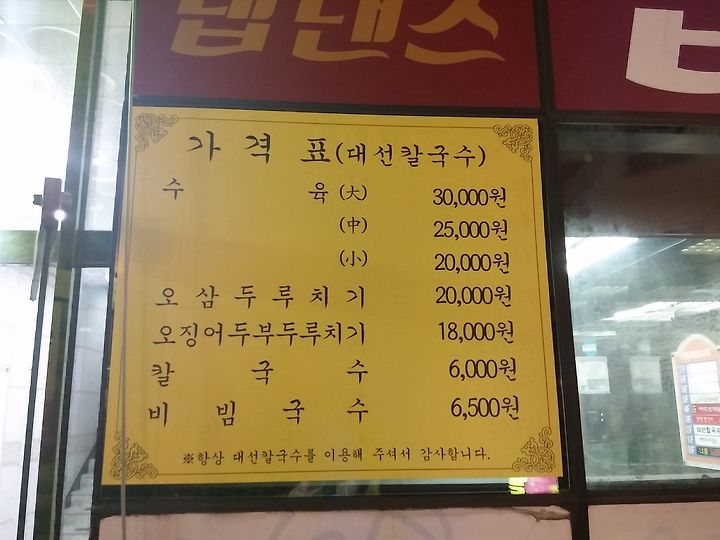 댄스
가격표(대선칼국수)
수육(大) 30,000원
(中) 25,000원
(小) 20,000원
오삼두루치기 20,000원
오징어두부두루치기 18,000원
칼국수 6,000원
비빔국수 6,500원
※항상 대선칼국수를 이용해 주셔서 감사합니다.